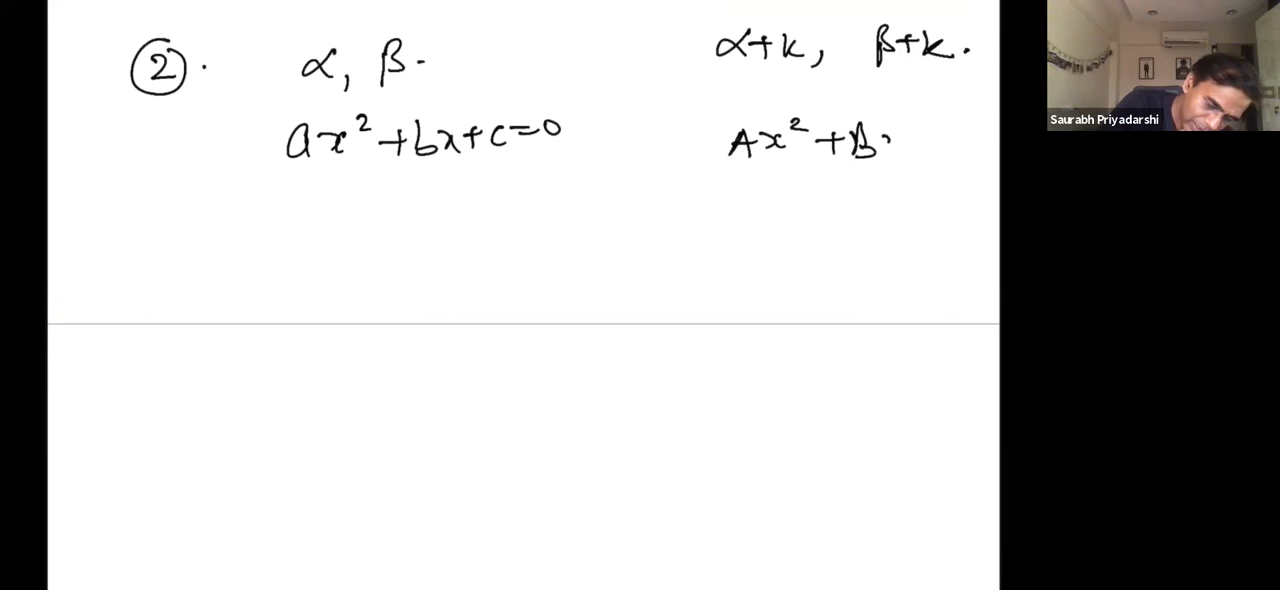 ② . α, β. α+k, β+k.
ax²+bx+c=0 Ax²+B
Saurabh Priyadarshi